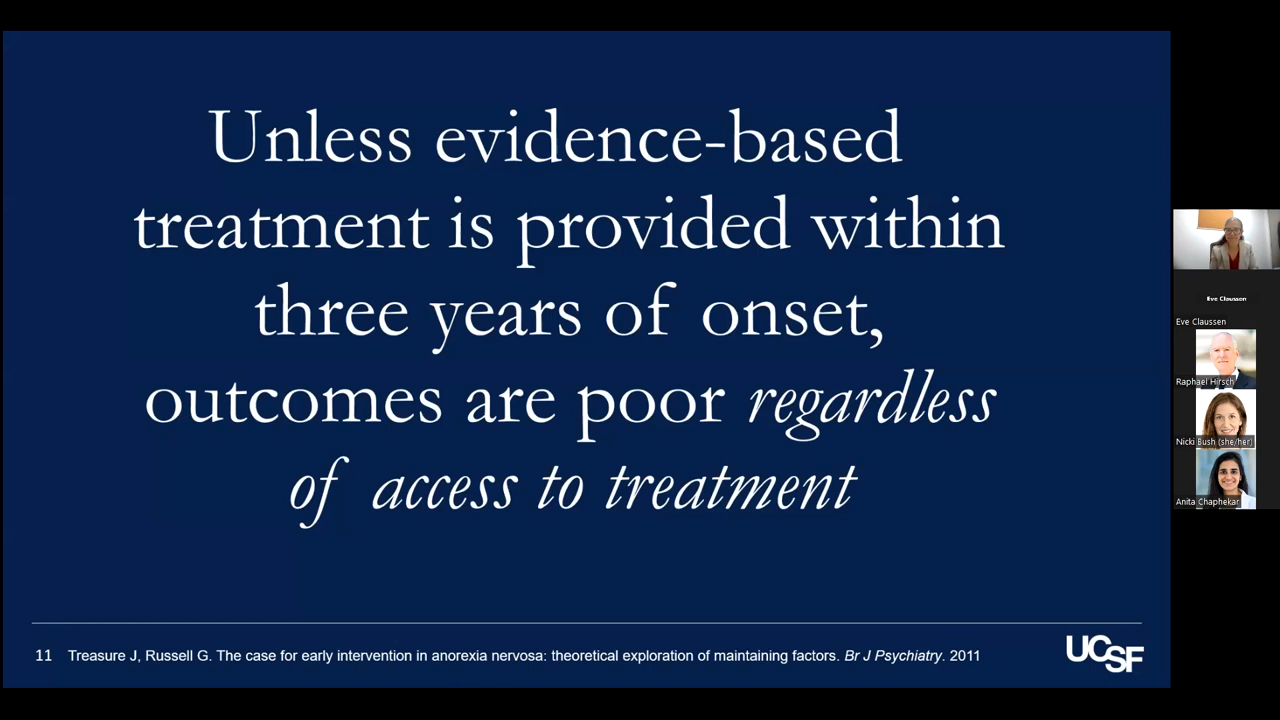 Unless evidence-based
treatment is provided within
three years of onset,
outcomes are poor regardless
of access to treatment
11 Treasure J, Russell G. The case for early intervention in anorexia nervosa: theoretical exploration of maintaining factors. Br J Psychiatry. 2011
UCSF
Eve Claussen
Eve Claussen
Raphael Hirsch
Nicki Bush (she/her)
Anita Chaphekar